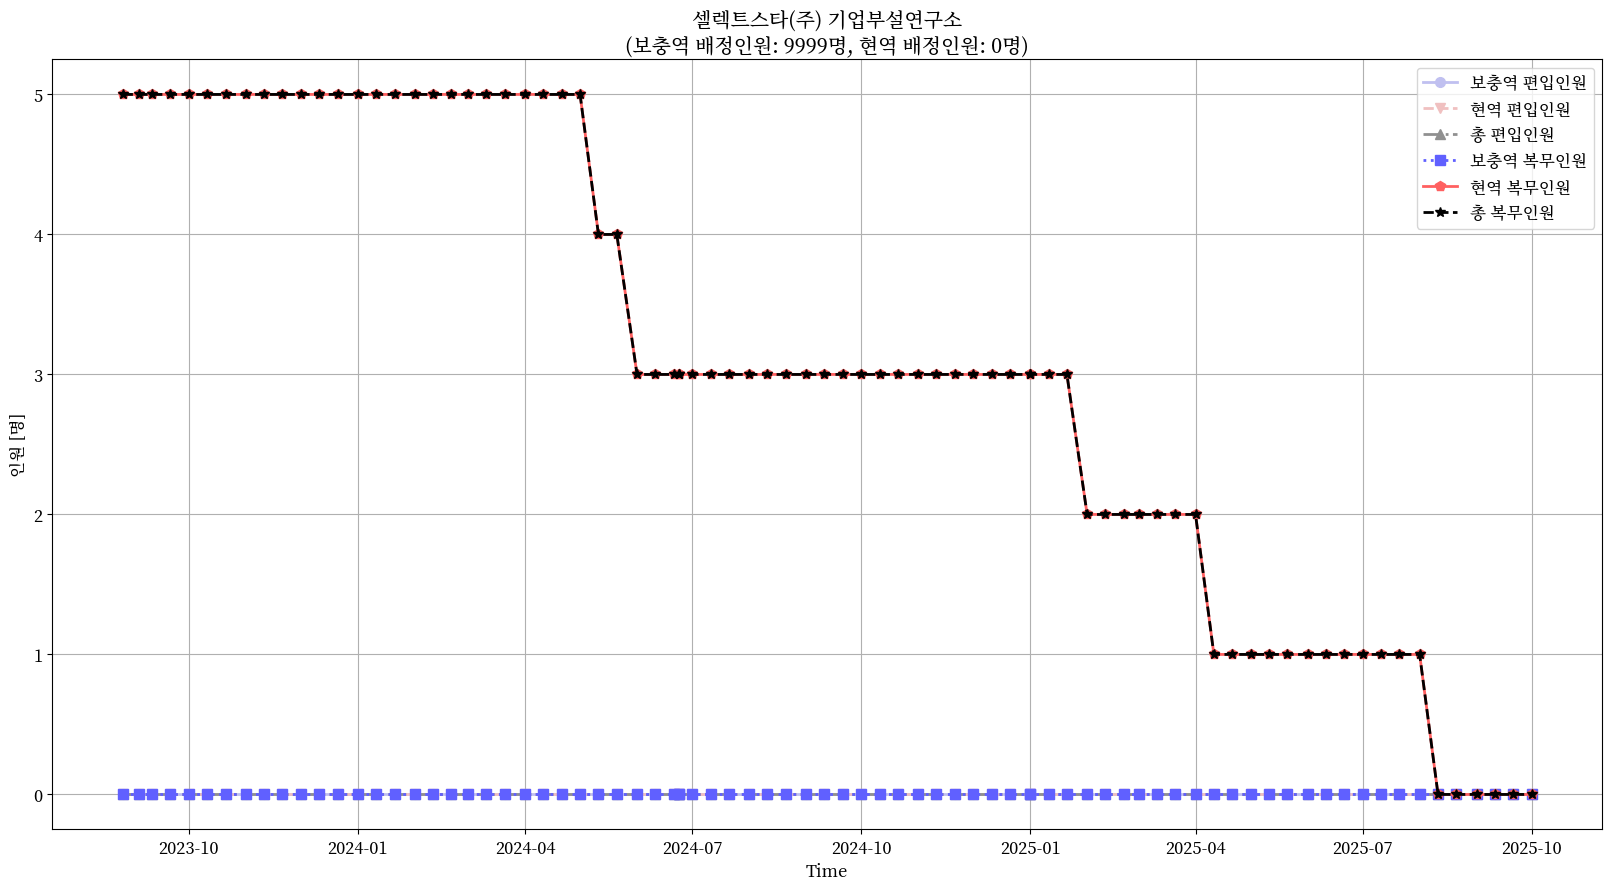 셀렉트스타(주) 기업부설연구소
(보충역 배정인원: 9999명, 현역 배정인원: 0명)
보충역 편입인원
현역 편입인원
총 편입인원
보충역 복무인원
현역 복무인원
총 복무인원
인원 [명]
5
4
3
2
1
0
2023-10
2024-01
2024-04
2024-07
2024-10
2025-01
2025-04
2025-07
2025-10
Time